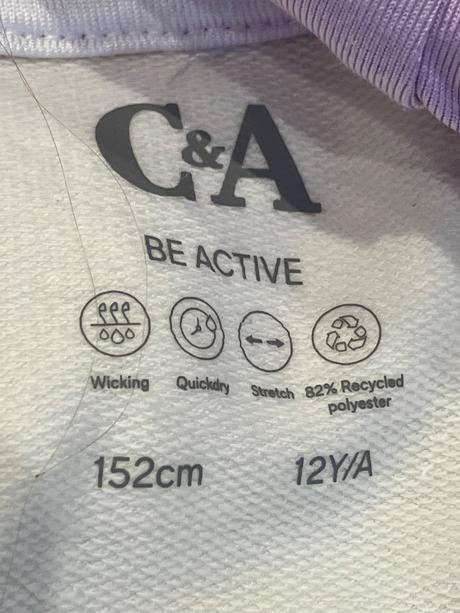 C&A
BE ACTIVE
Wicking Quickdry Stretch 82% Recycled polyester
152cm 12Y/A